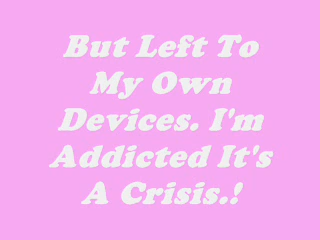 But Left To
My Own
Devices. I'm
Addicted It's
A Crisis.!